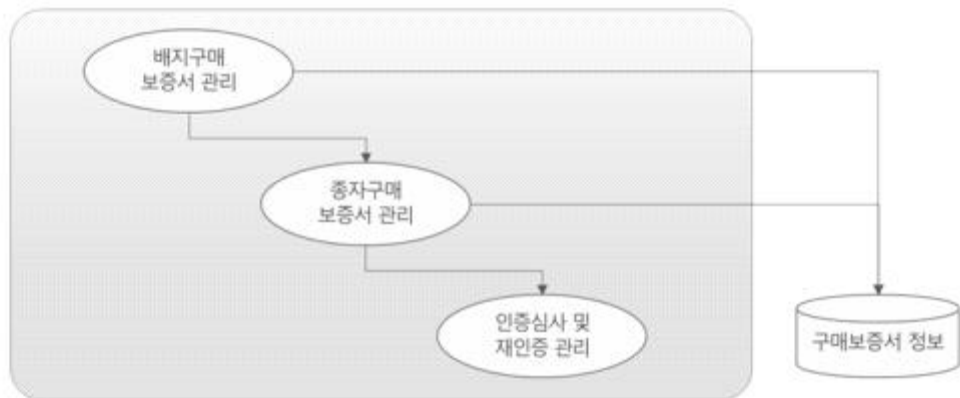 배지구매
보증서 관리
종자구매
보증서 관리
인증심사 및
재인증 관리
구매보증서 정보